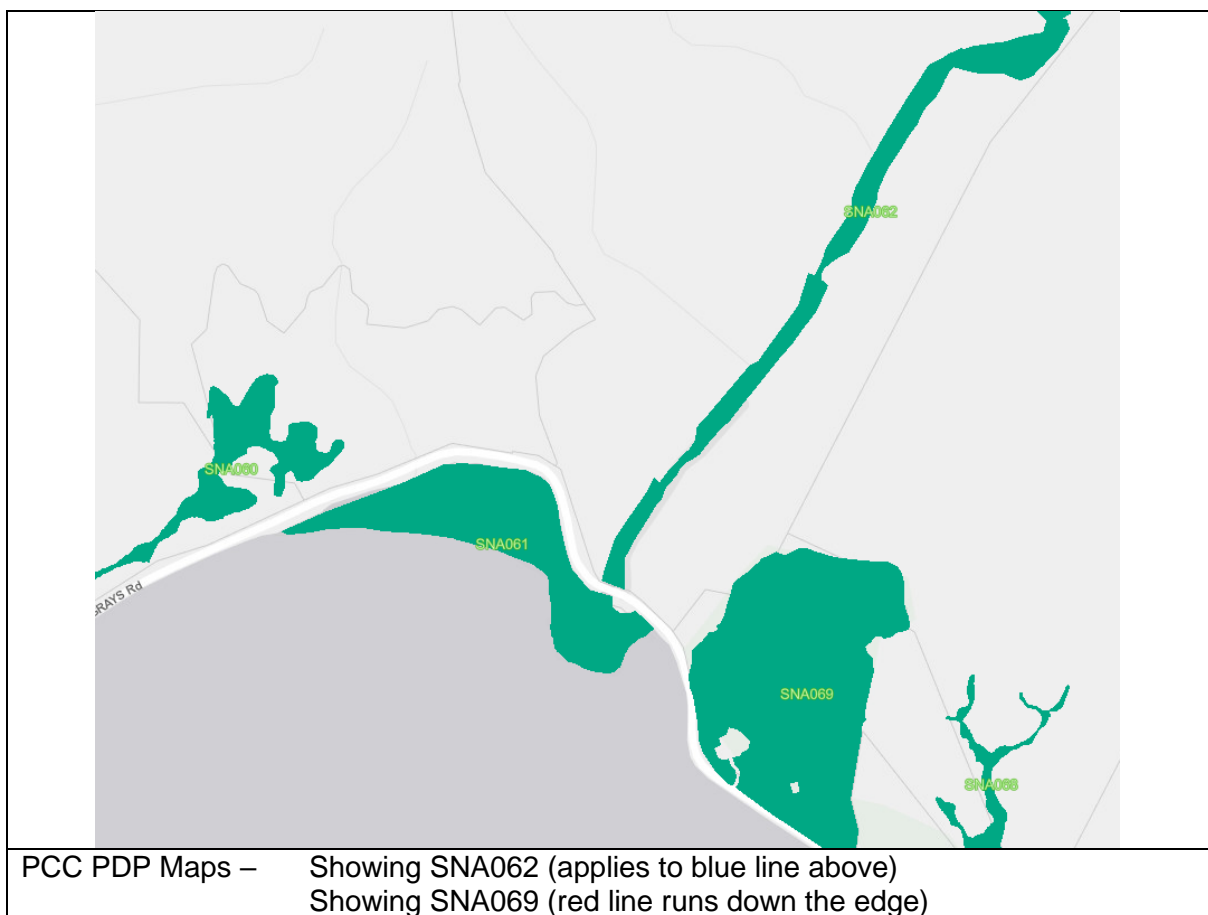 SNA062
SNA060
SNA061
GRAYS Rd
SNA069
SNA068
PCC PDP Maps – Showing SNA062 (applies to blue line above)
Showing SNA069 (red line runs down the edge)